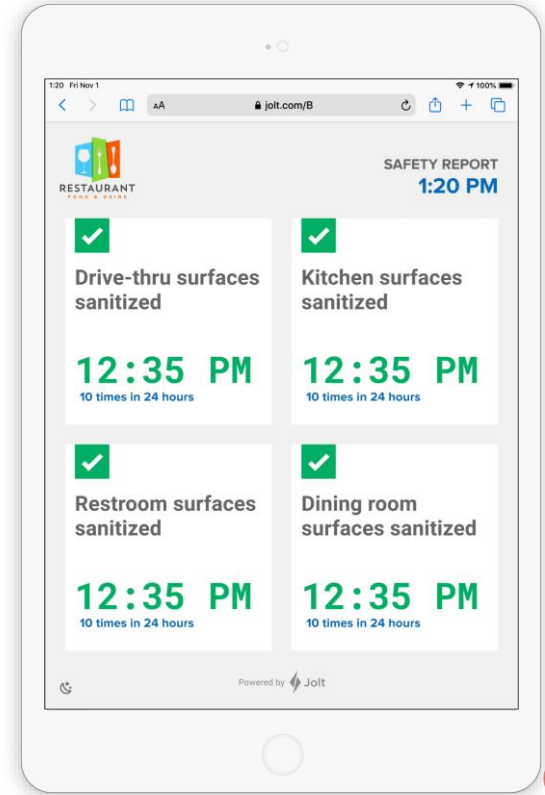 1:20 Fri Nov 1
100%
AA
jolt.com/B
RESTAURANT
FOOD & DRINK
SAFETY REPORT
1:20 PM
Drive-thru surfaces
sanitized
12:35 PM
10 times in 24 hours
Kitchen surfaces
sanitized
12:35 PM
10 times in 24 hours
Restroom surfaces
sanitized
12:35 PM
10 times in 24 hours
Dining room
surfaces sanitized
12:35 PM
10 times in 24 hours
Powered by Jolt